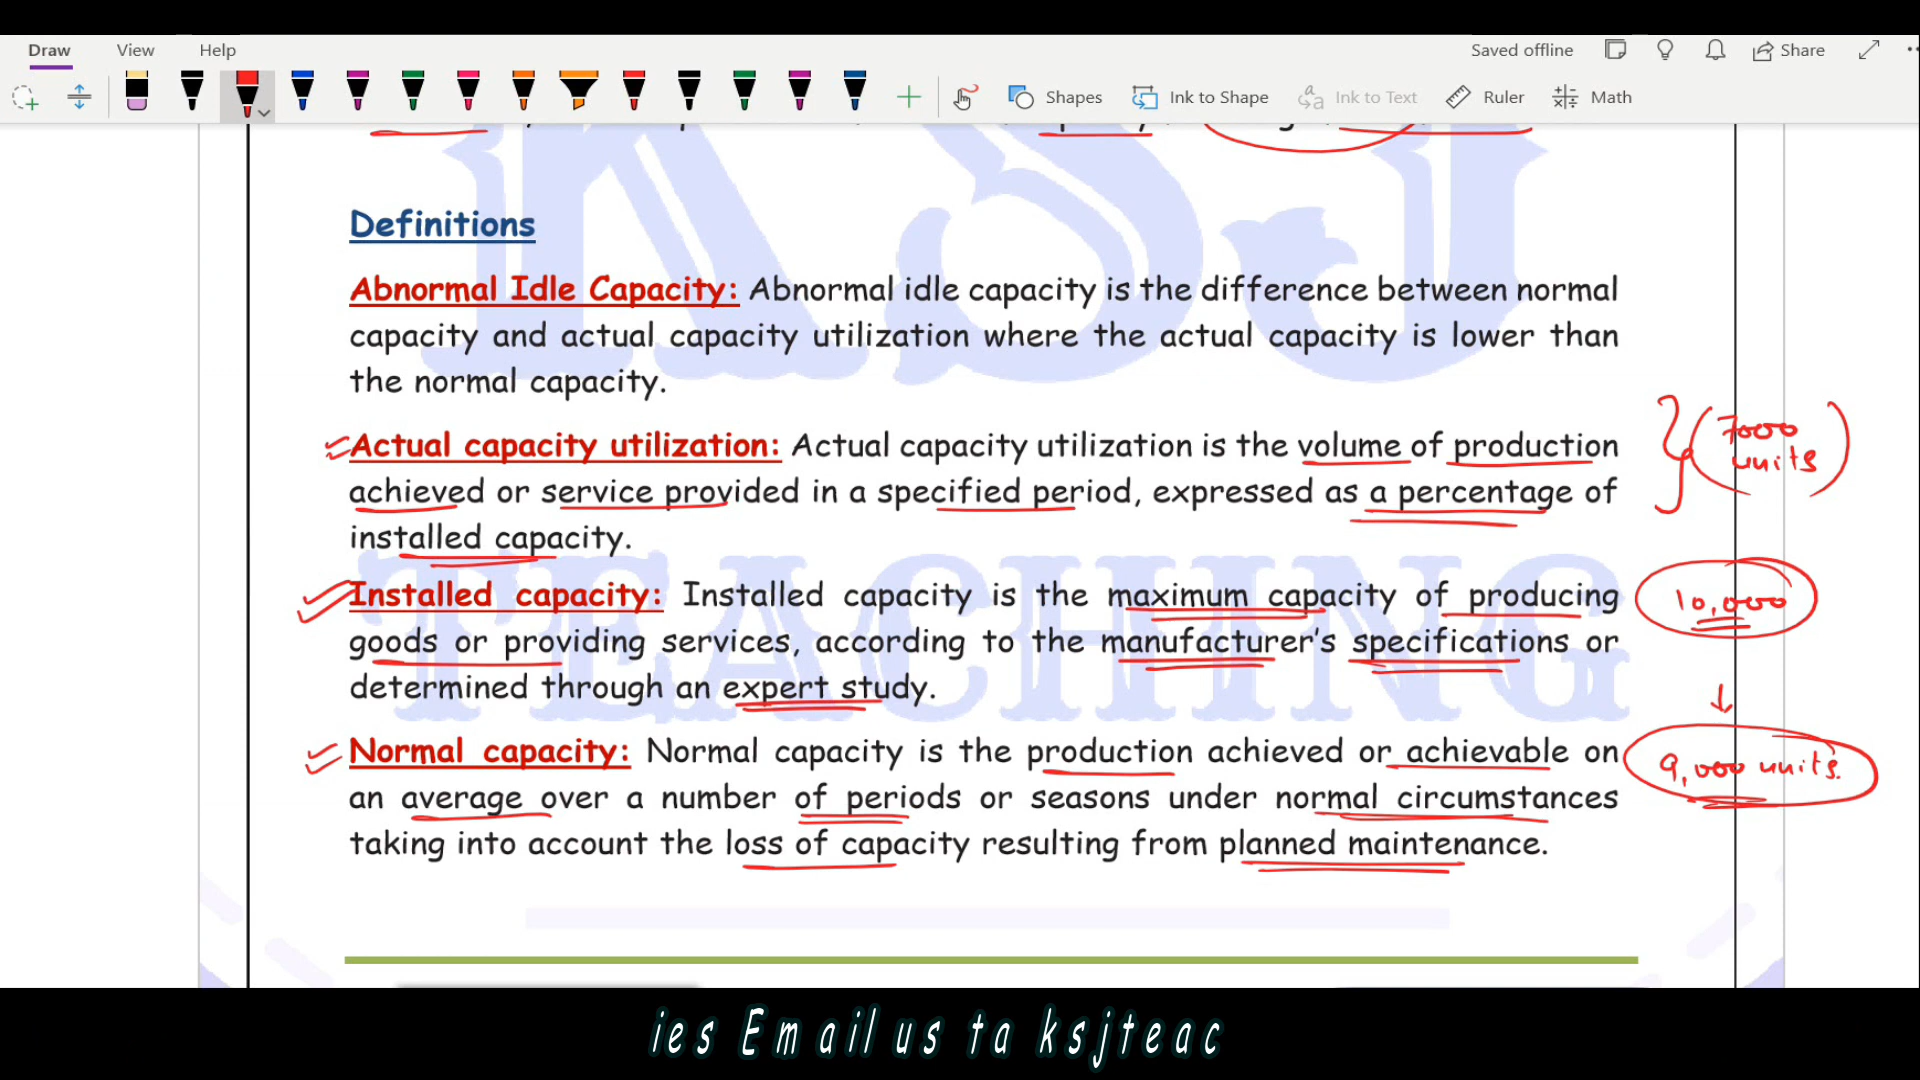 Draw View Help Saved offline Share
Shapes Ink to Shape Ink to Text Ruler Math
KSJ
Definitions
Abnormal Idle Capacity: Abnormal idle capacity is the difference between normal
capacity and actual capacity utilization where the actual capacity is lower than
the normal capacity.
Actual capacity utilization: Actual capacity utilization is the volume of production
achieved or service provided in a specified period, expressed as a percentage of
installed capacity.
7000
units
TEACHING
Installed capacity: Installed capacity is the maximum capacity of producing
goods or providing services, according to the manufacturer's specifications or
determined through an expert study.
10,000
Normal capacity: Normal capacity is the production achieved or achievable on
an average over a number of periods or seasons under normal circumstances
taking into account the loss of capacity resulting from planned maintenance.
9,000 units.
ies Email us ta ksjteac